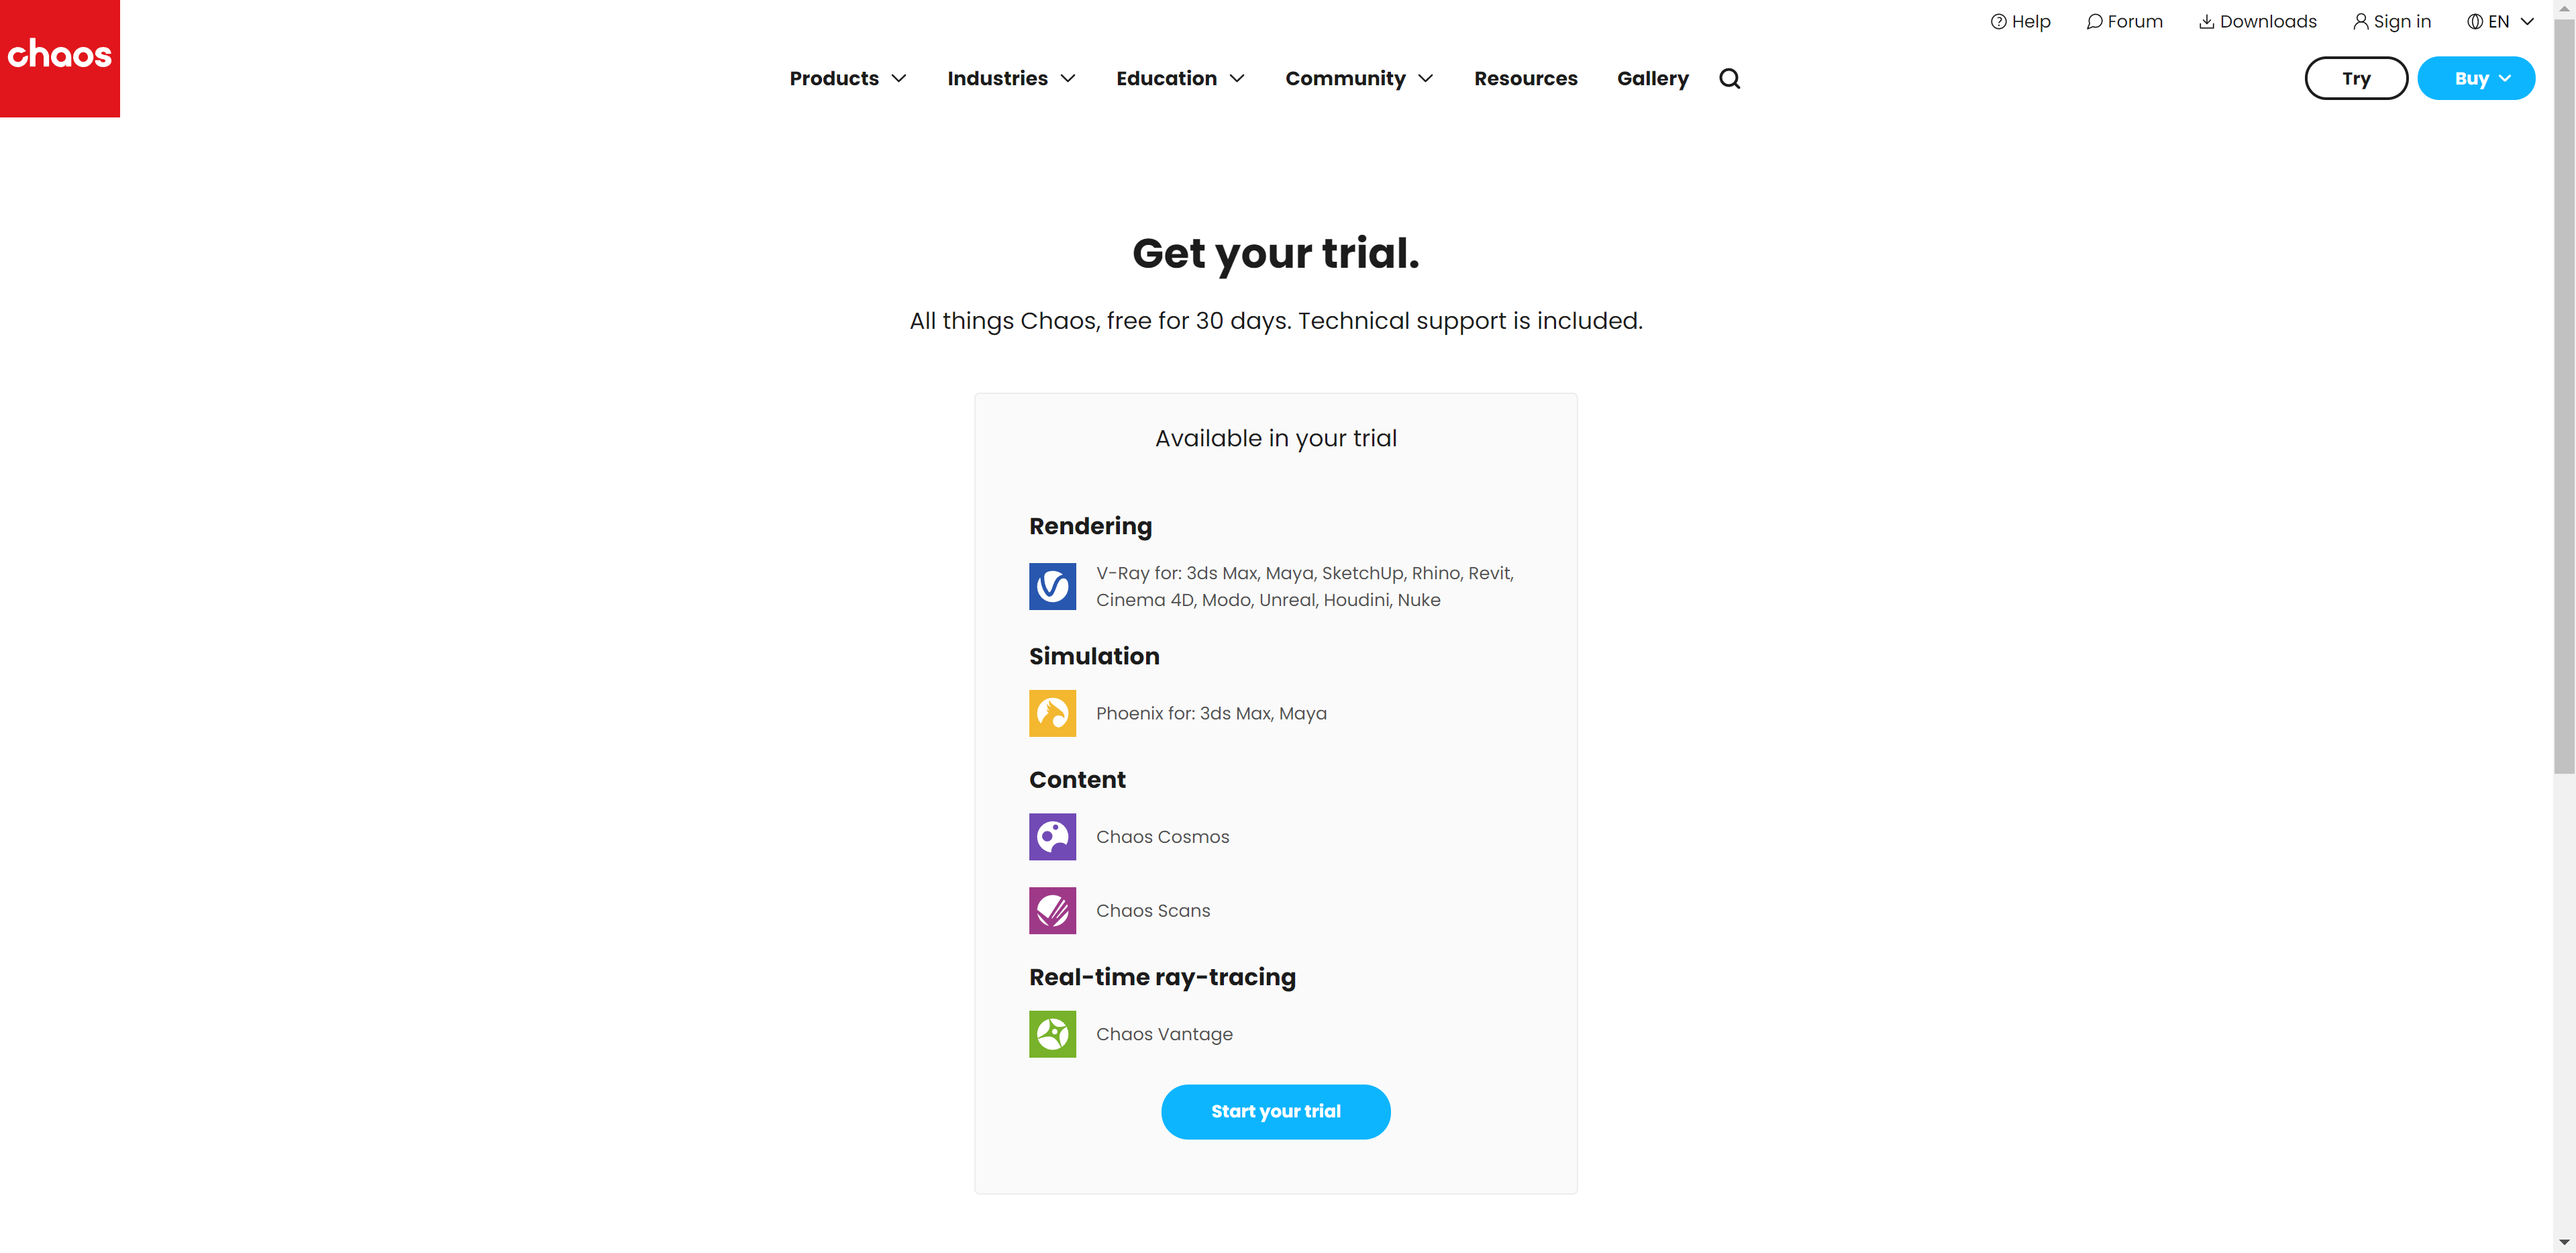 chaos
Help Forum Downloads Sign in EN
Products Industries Education Community Resources Gallery
Try Buy
Get your trial.
All things Chaos, free for 30 days. Technical support is included.
Available in your trial
Rendering
V-Ray for: 3ds Max, Maya, SketchUp, Rhino, Revit,
Cinema 4D, Modo, Unreal, Houdini, Nuke
Simulation
Phoenix for: 3ds Max, Maya
Content
Chaos Cosmos
Chaos Scans
Real-time ray-tracing
Chaos Vantage
Start your trial